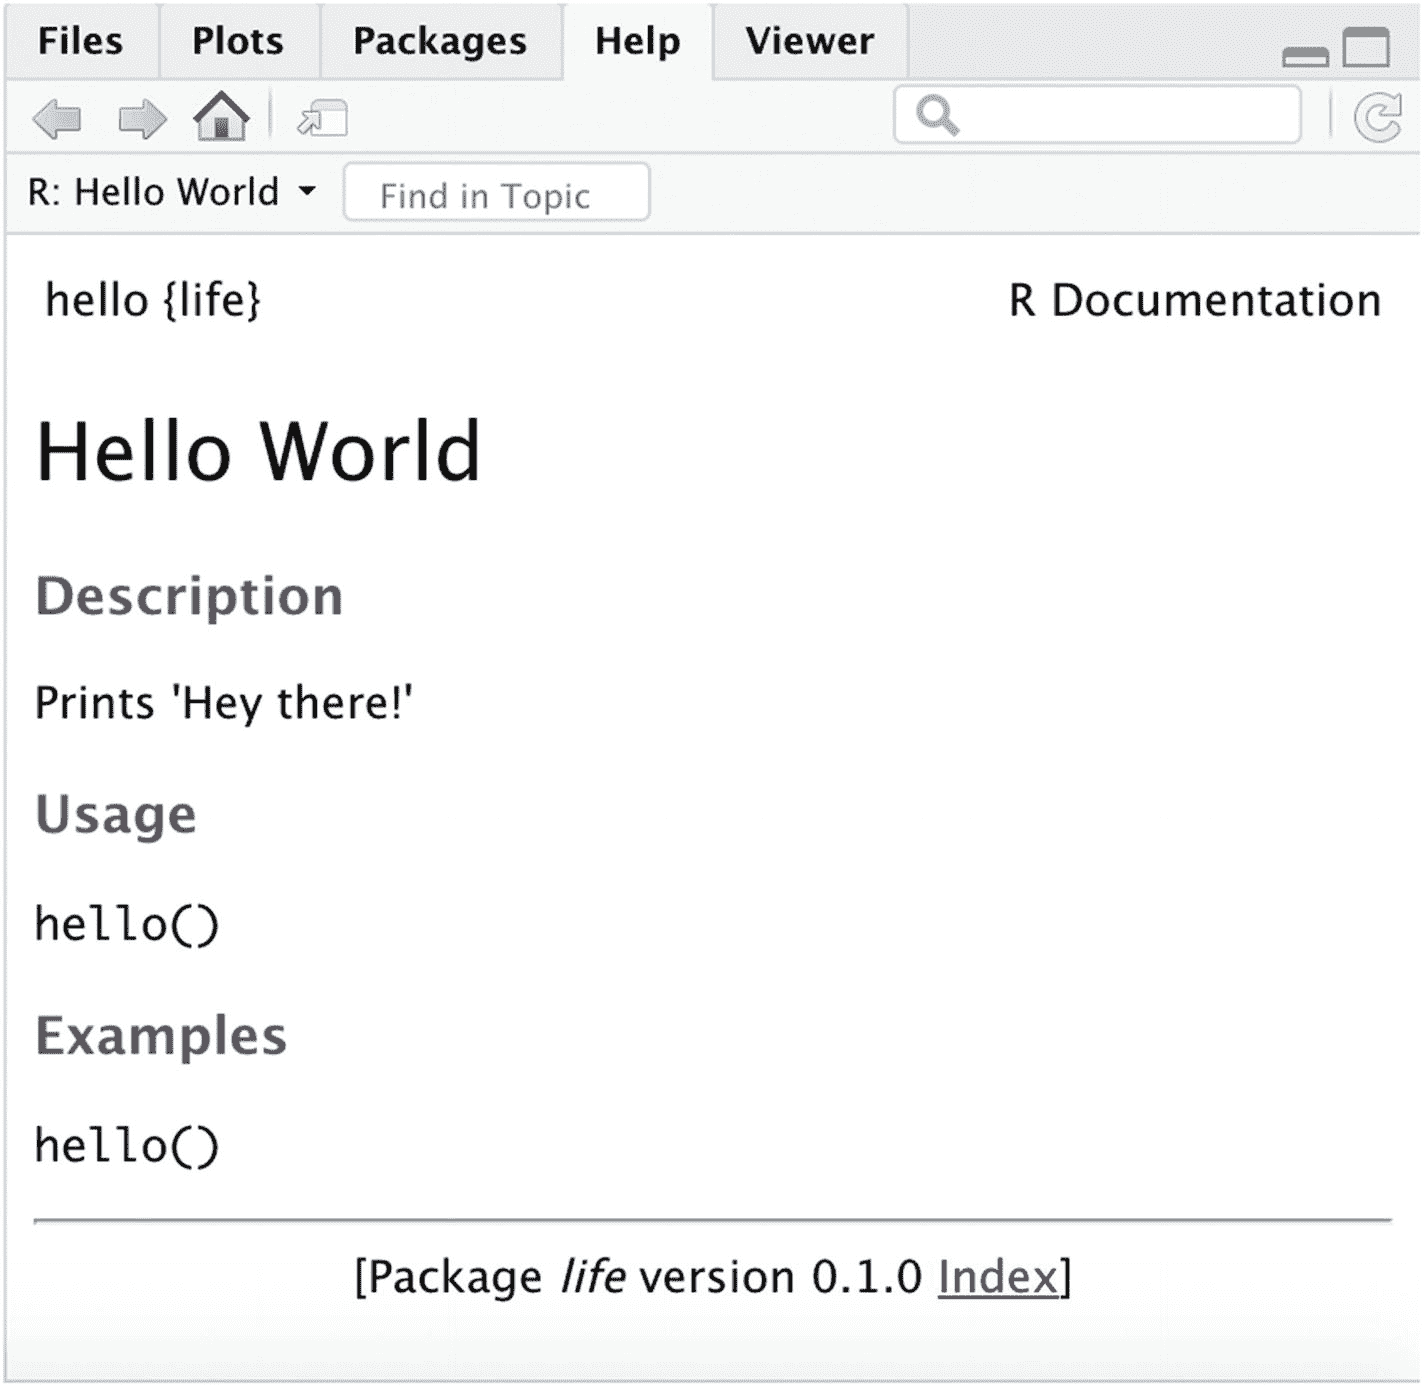 Files Plots Packages Help Viewer
R: Hello World Find in Topic
hello {life} R Documentation
Hello World
Description
Prints 'Hey there!'
Usage
hello()
Examples
hello()
[Package life version 0.1.0 Index]